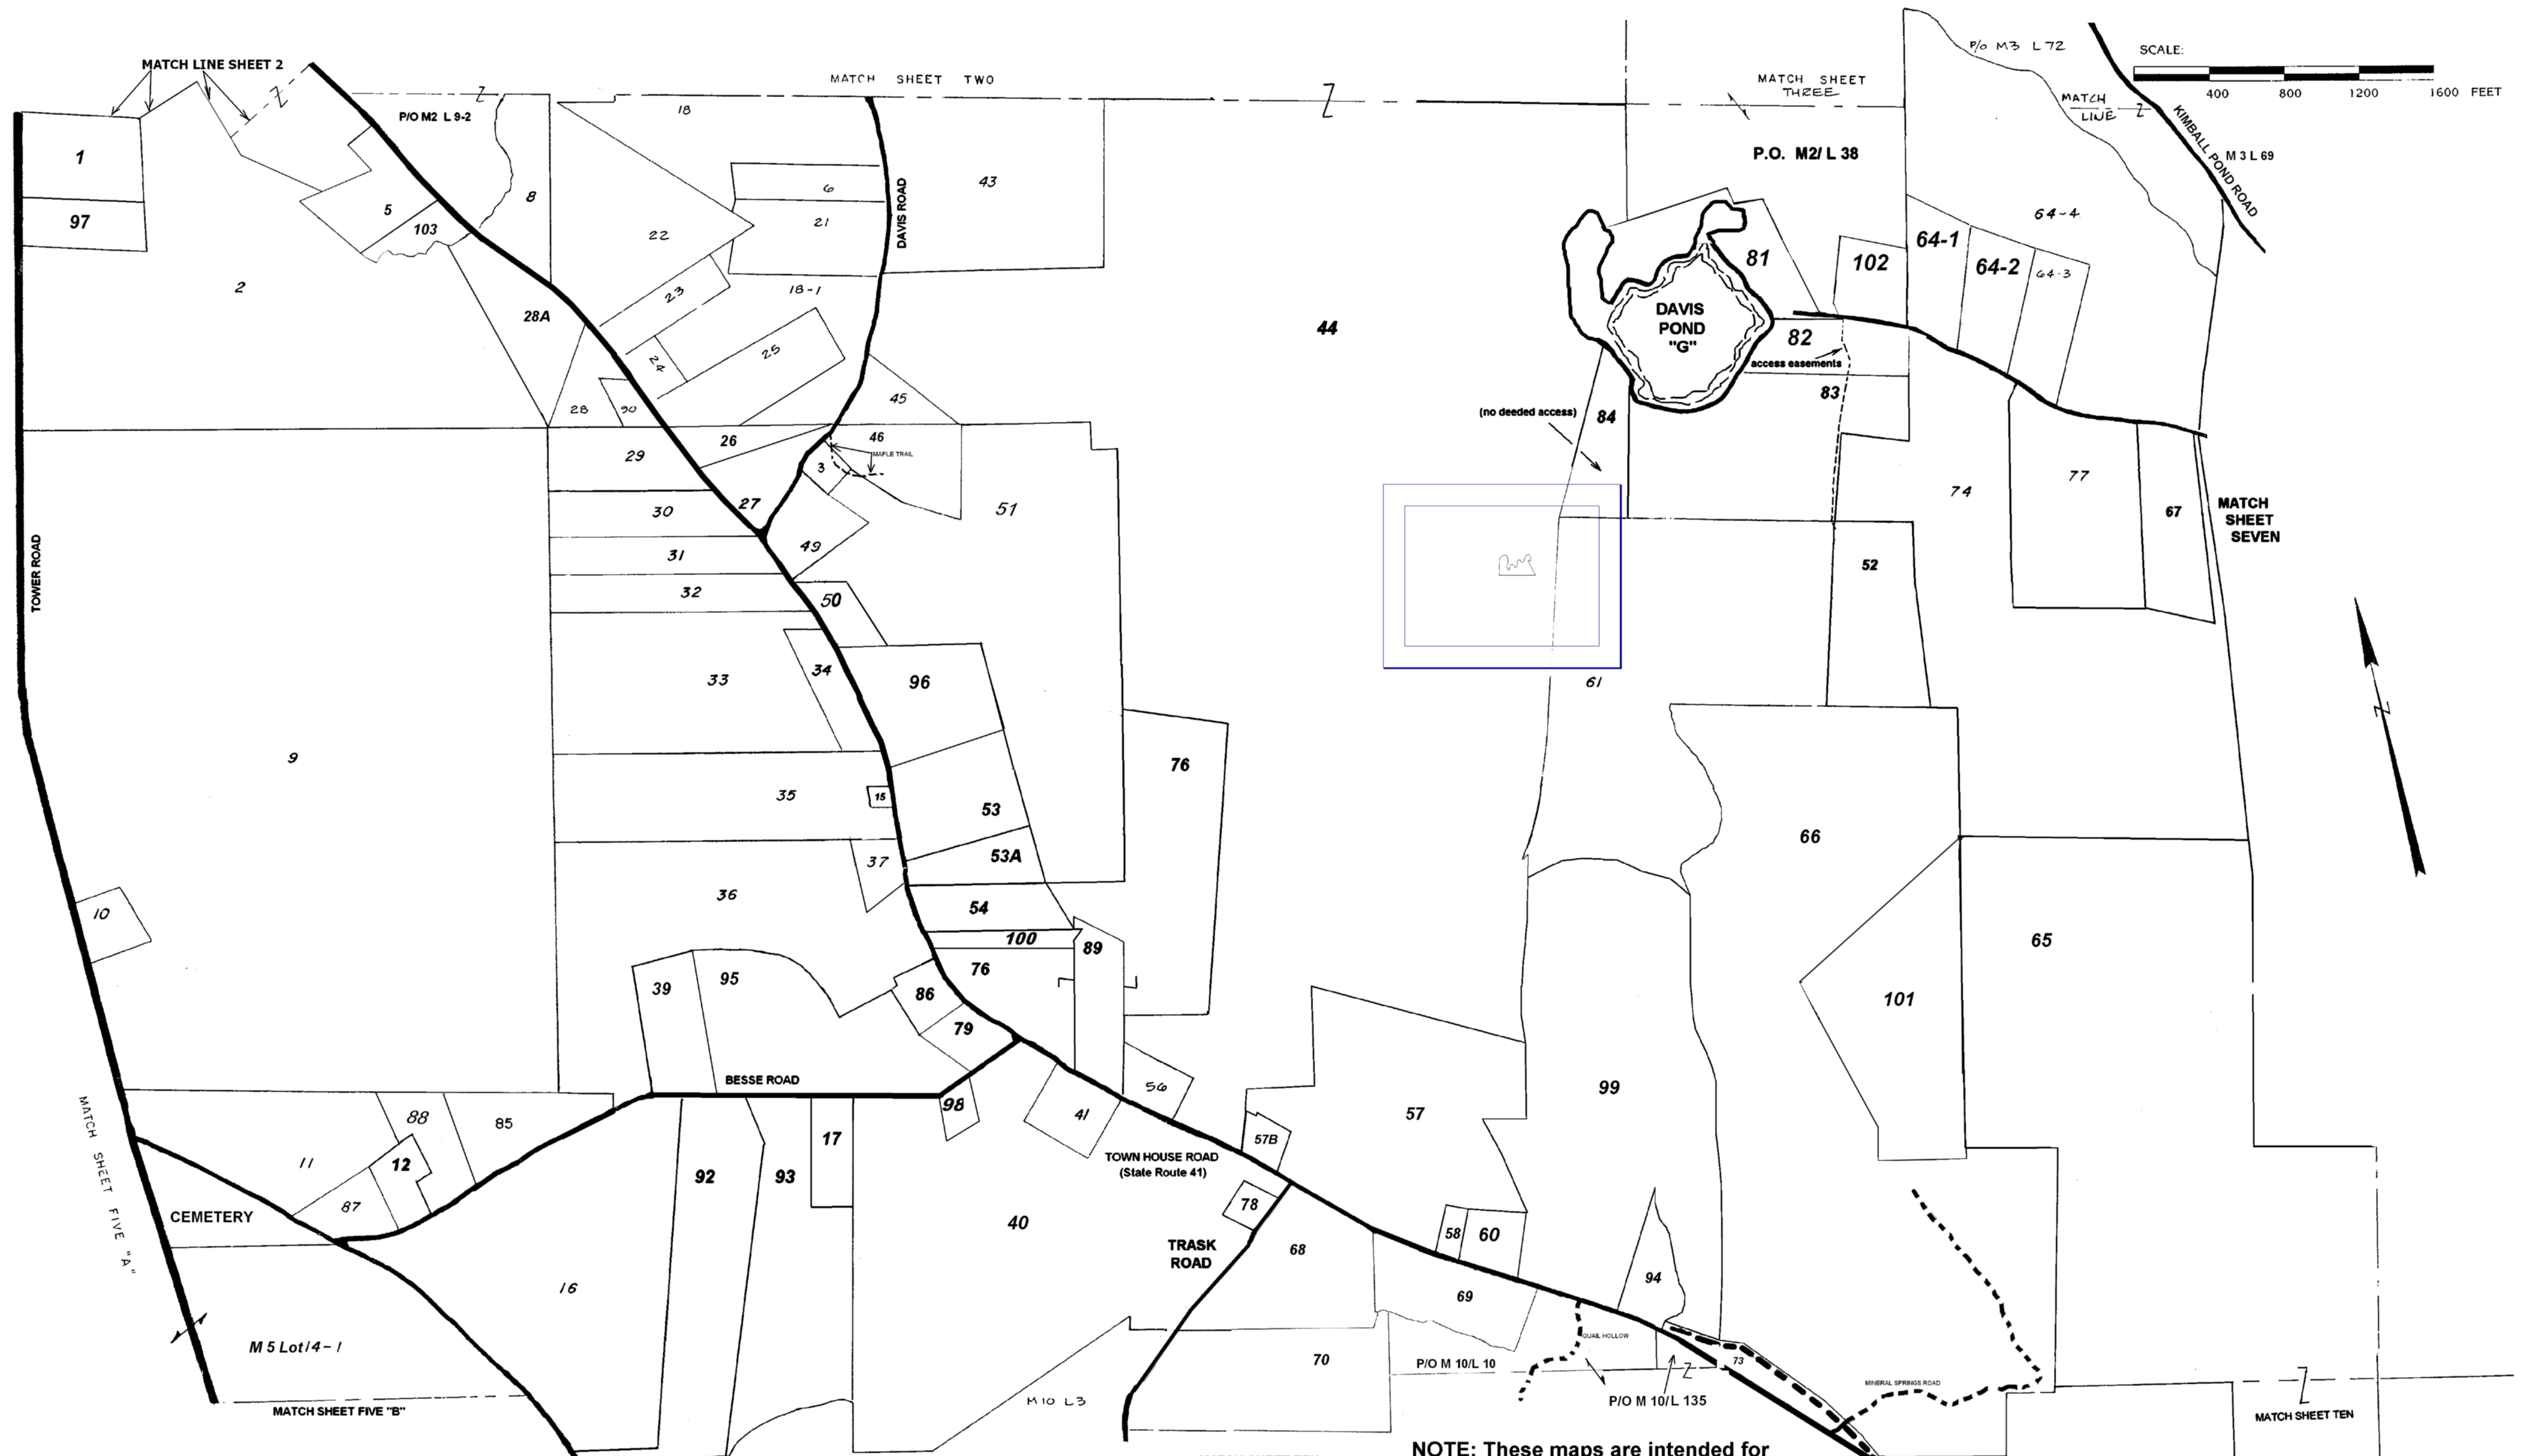 MATCH LINE SHEET 2
MATCH SHEET TWO
MATCH SHEET
THREE
P/O M3 L 72
SCALE:
400 800 1200 1600 FEET
MATCH
LINE
KIMBALL POND ROAD
M 3 L 69
P/O M2 L 9-2
P.O. M2/ L 38
1
97
2
5
103
8
18
22
6
21
43
DAVIS ROAD
23
18-1
24
25
28A
28
90
45
44
DAVIS
POND
"G"
81
102
64-1
64-2
64-3
64-4
82
access easements
83
(no deeded access)
84
26
46
MAPLE TRAIL
3
29
27
30
31
32
49
51
50
74
77
67
MATCH
SHEET
SEVEN
52
TOWER ROAD
33
34
96
61
9
76
35
15
53
53A
66
37
36
54
100
89
76
10
39
95
86
79
65
101
BESSE ROAD
98
41
56
57
57B
99
MATCH SHEET FIVE "A"
11
88
85
12
87
CEMETERY
17
92
93
TOWN HOUSE ROAD
(State Route 41)
78
40
TRASK
ROAD
68
58
60
69
94
16
M 5 Lot 14-1
QUAIL HOLLOW
73
70
P/O M 10/L 10
P/O M 10/L 135
MINERAL SPRINGS ROAD
M10 L3
MATCH SHEET FIVE "B"
MATCH SHEET TEN
NOTE: These maps are intended for